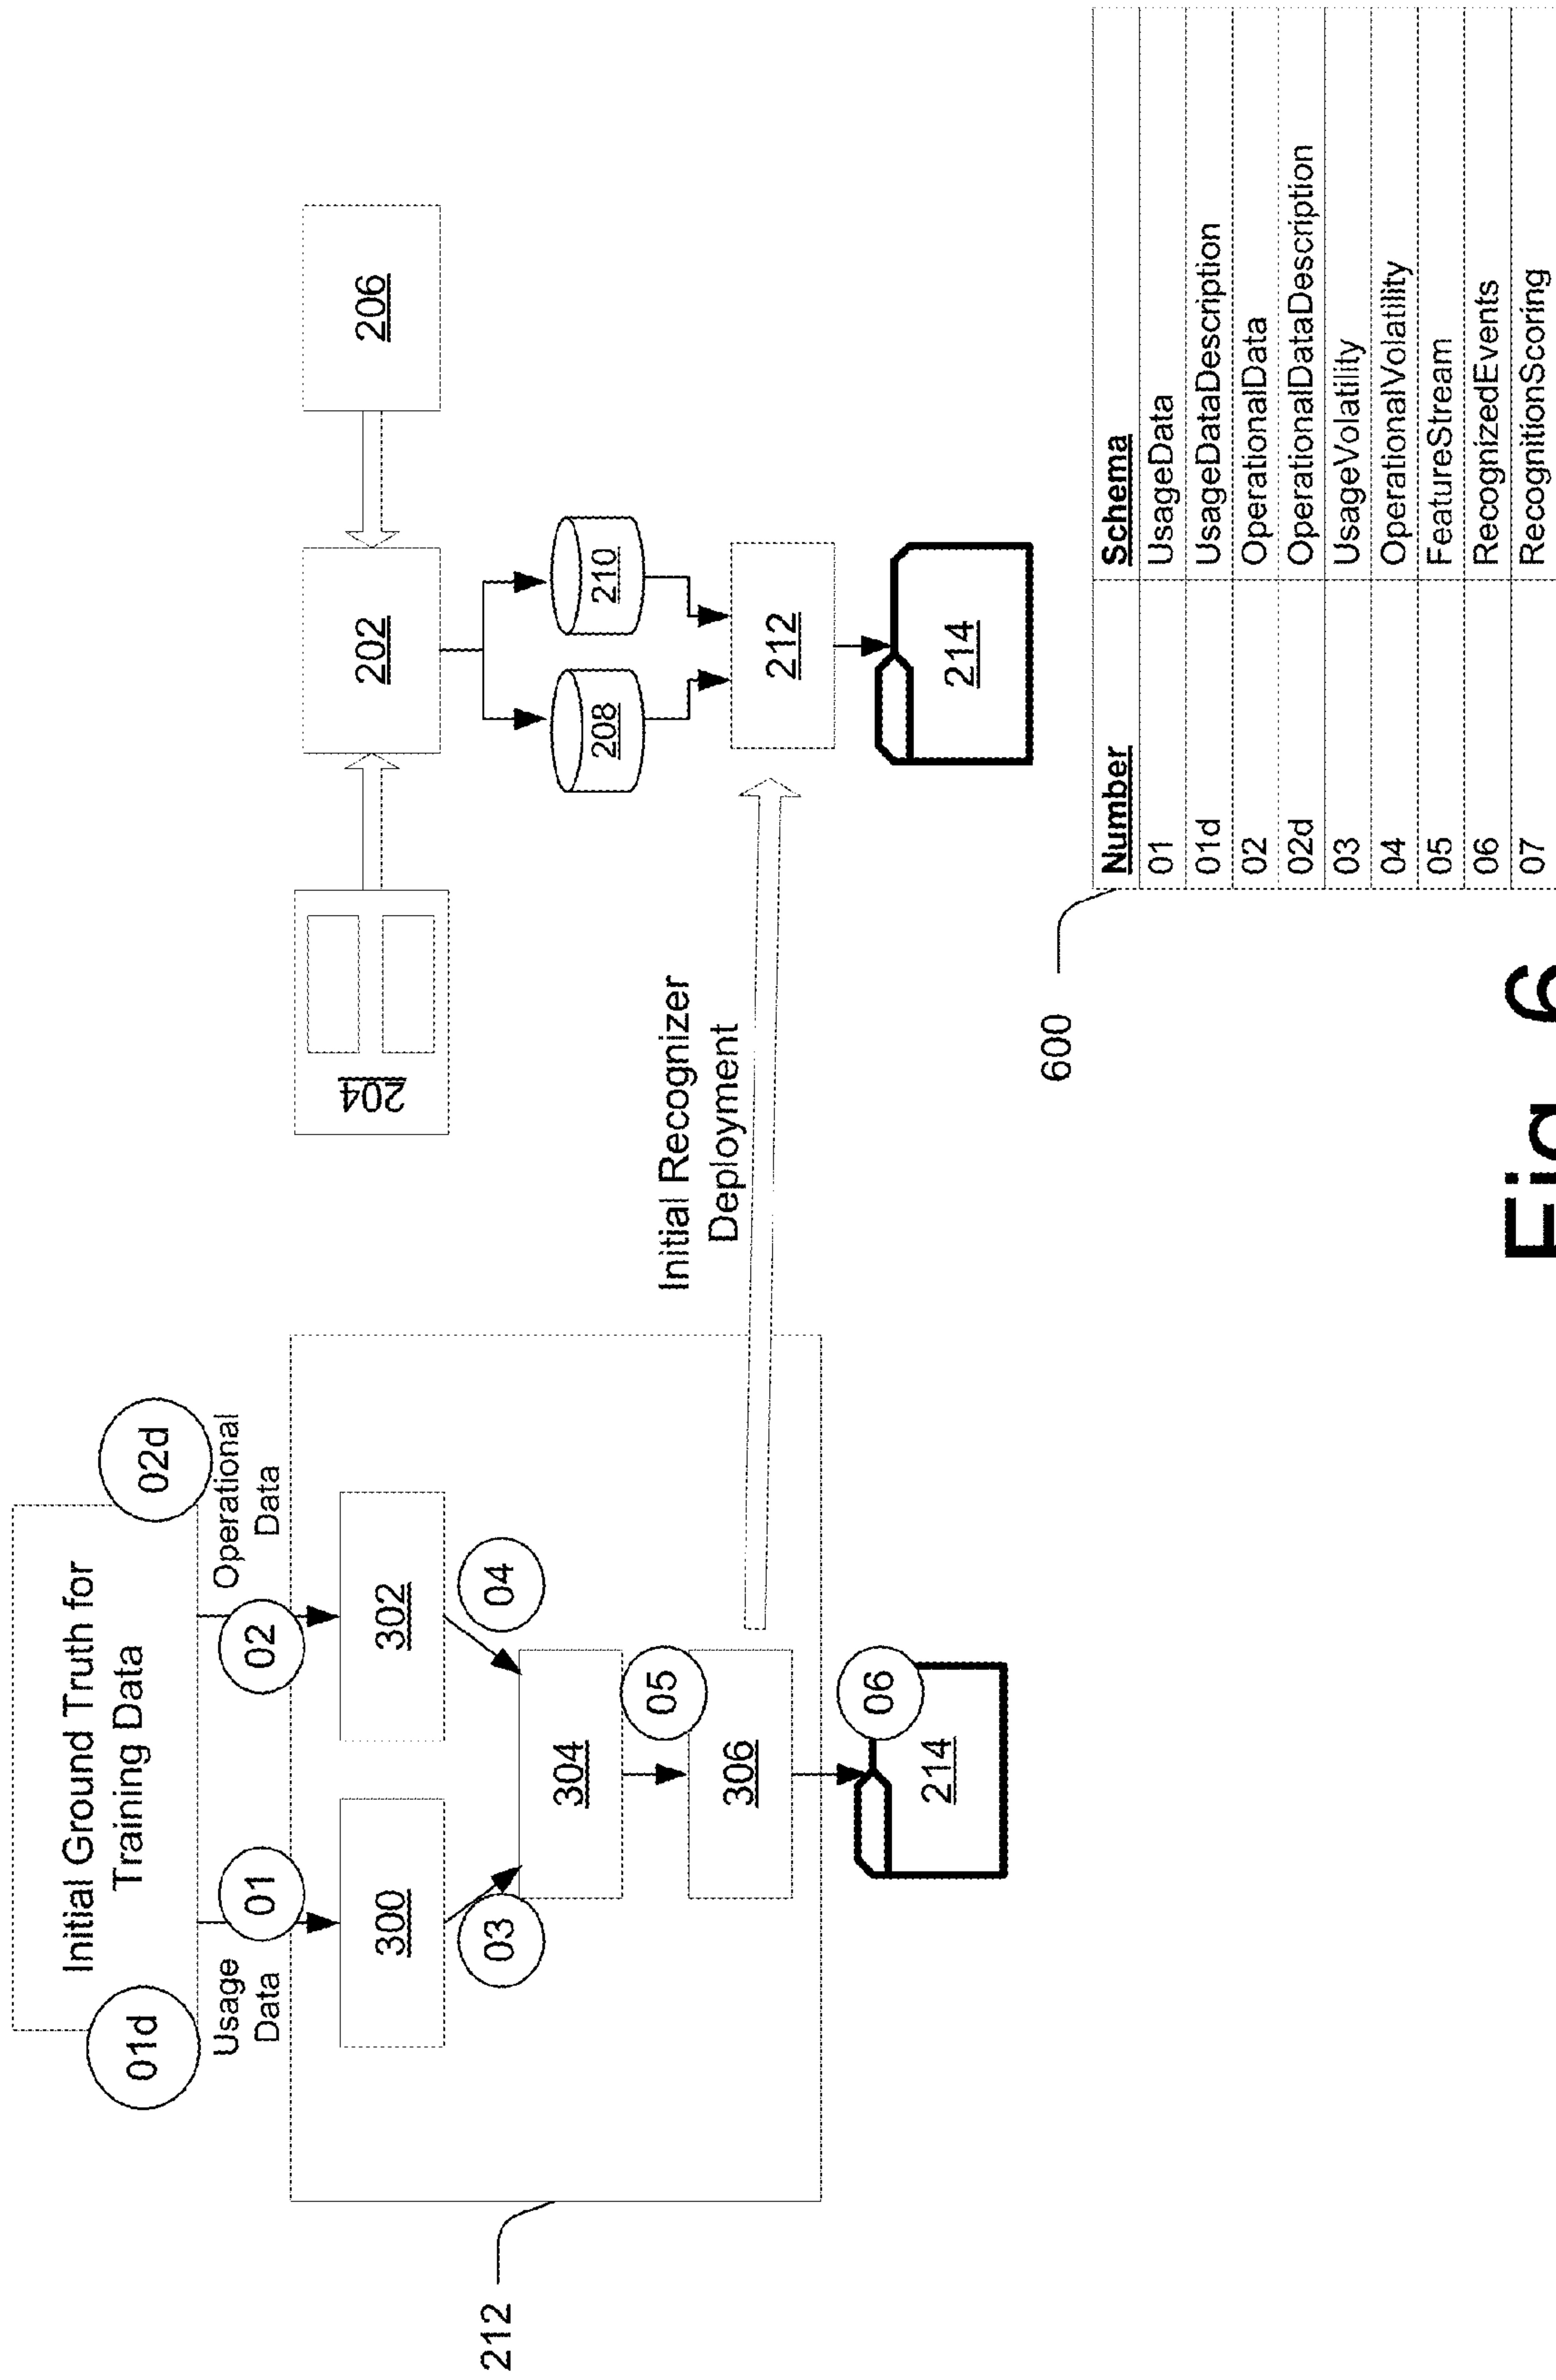 Initial Ground Truth for
Training Data
01d
02d
Usage
Data
01
02
Operational
Data
212
300
302
03
04
304
05
306
06
214
Initial Recognizer
Deployment
204
202
206
208
210
212
214
600
Number Schema
01 UsageData
01d UsageDataDescription
02 OperationalData
02d OperationalDataDescription
03 UsageVolatility
04 OperationalVolatility
05 FeatureStream
06 RecognizedEvents
07 RecognitionScoring
Fig. 6